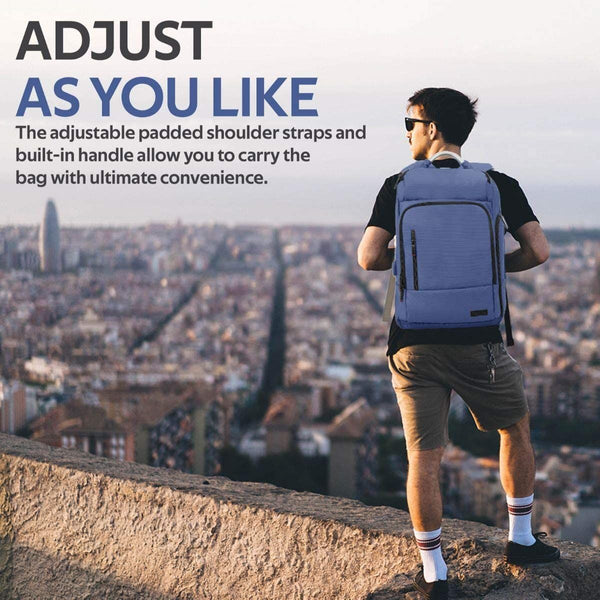 ADJUST
AS YOU LIKE
The adjustable padded shoulder straps and
built-in handle allow you to carry the
bag with ultimate convenience.